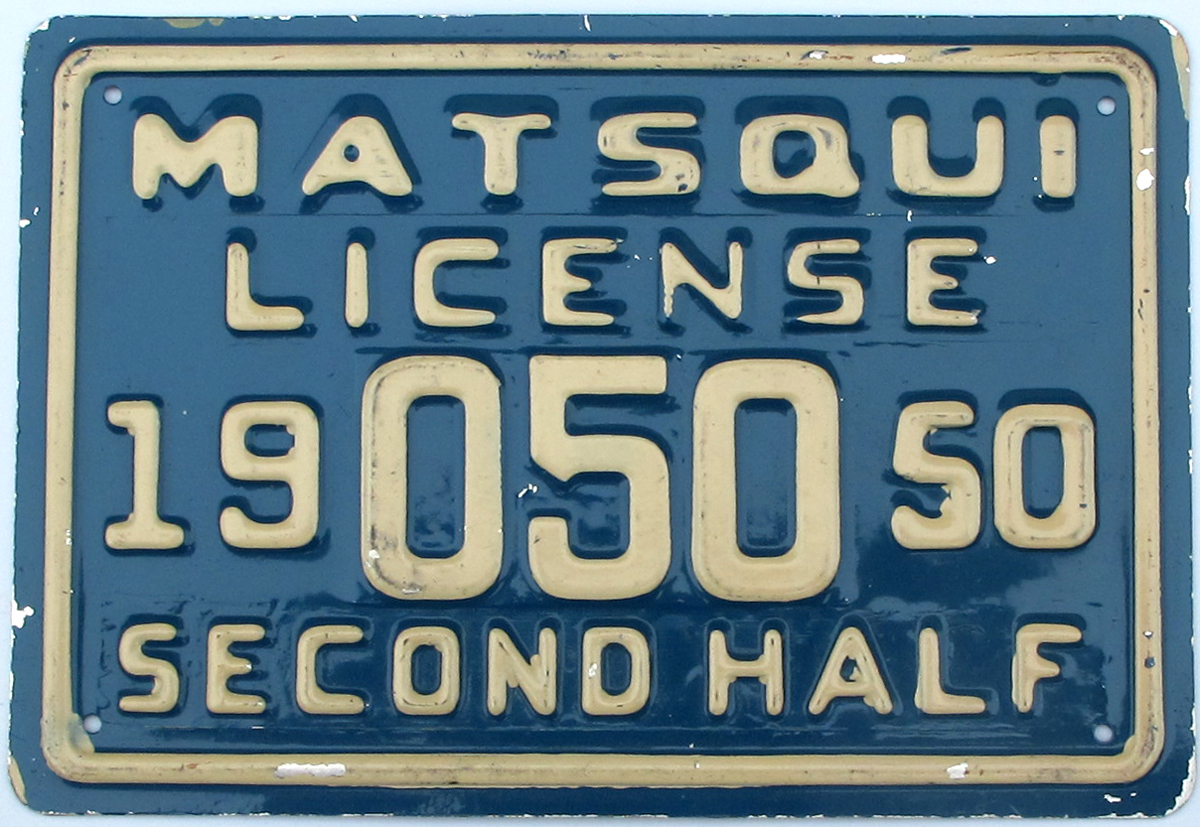 MATSQUI
LICENSE
19 050 50
SECOND HALF